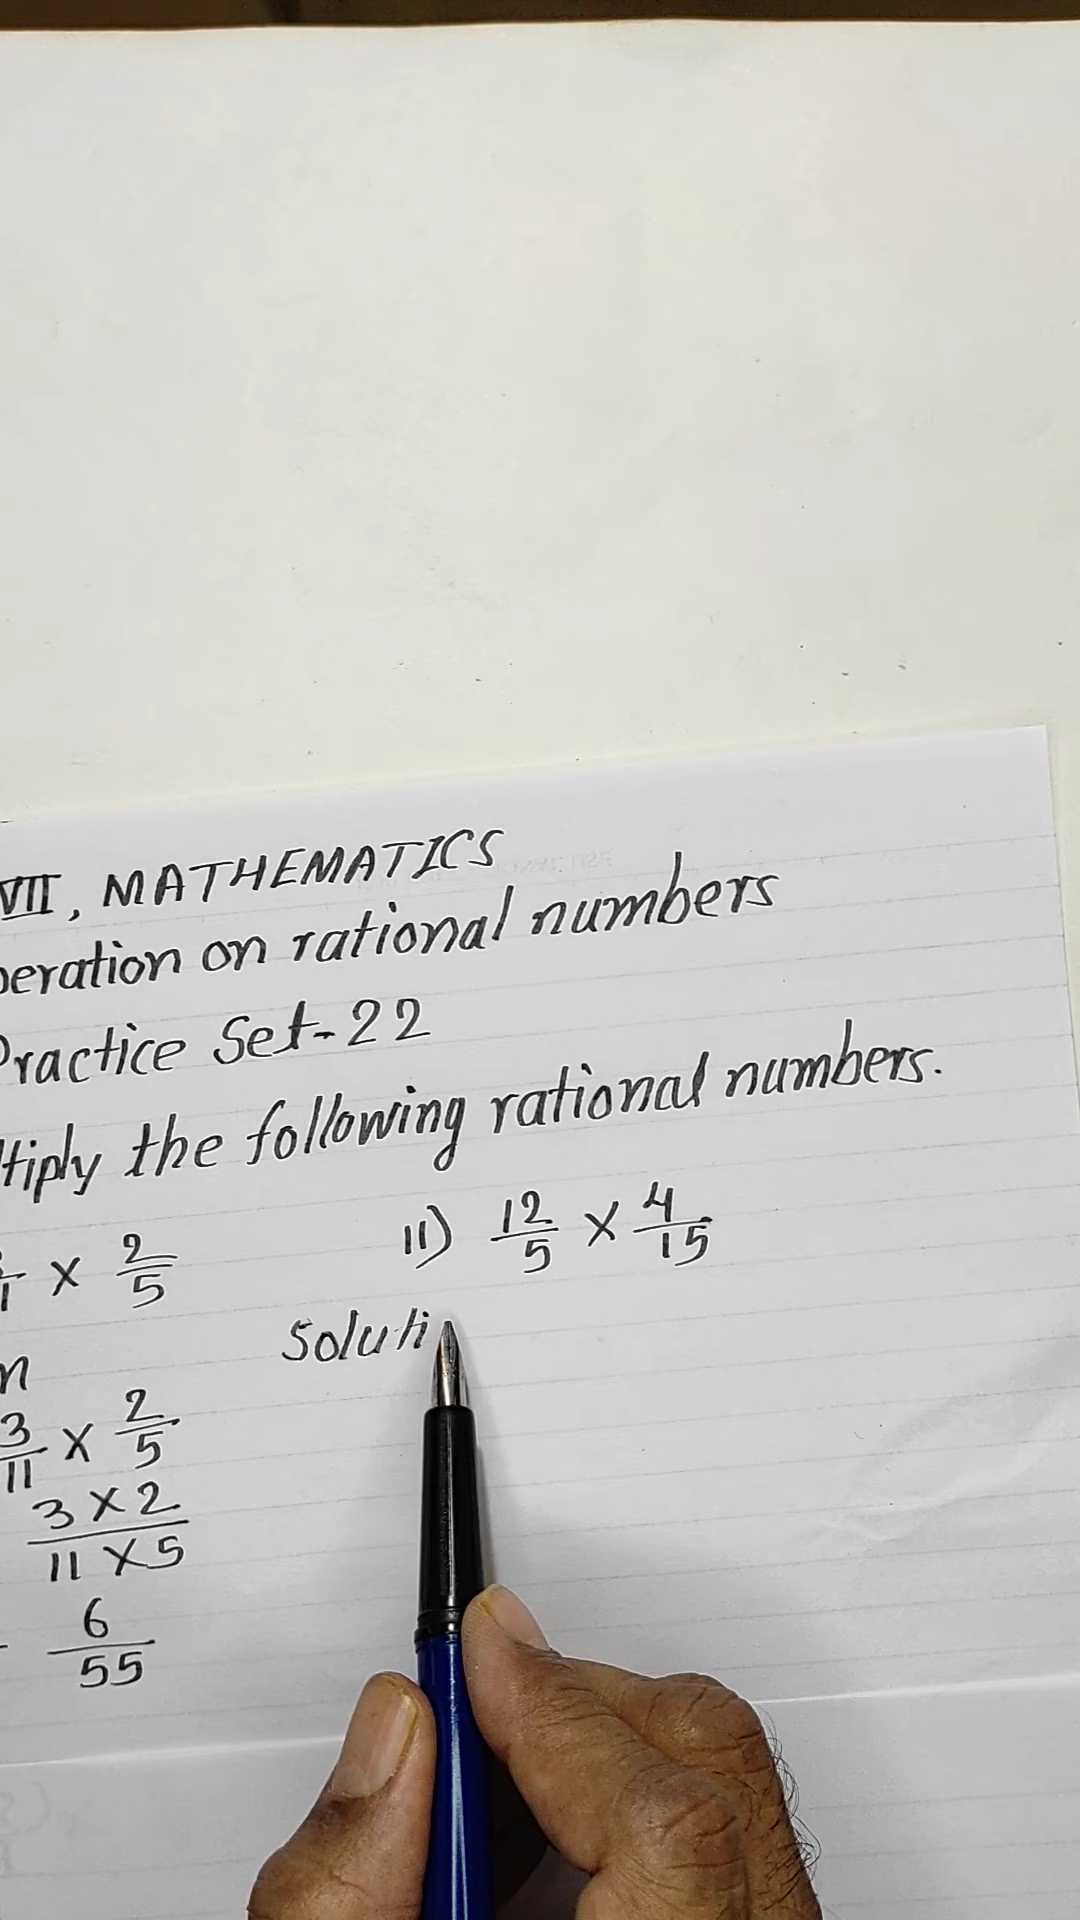 VII, MATHEMATICS
peration on rational numbers
Practice Set-22
tiply the following rational numbers.
× 2/5
11) 12/5 × 4/15
Soluti
n
3/11 × 2/5
3 × 2
11 × 5
6/55